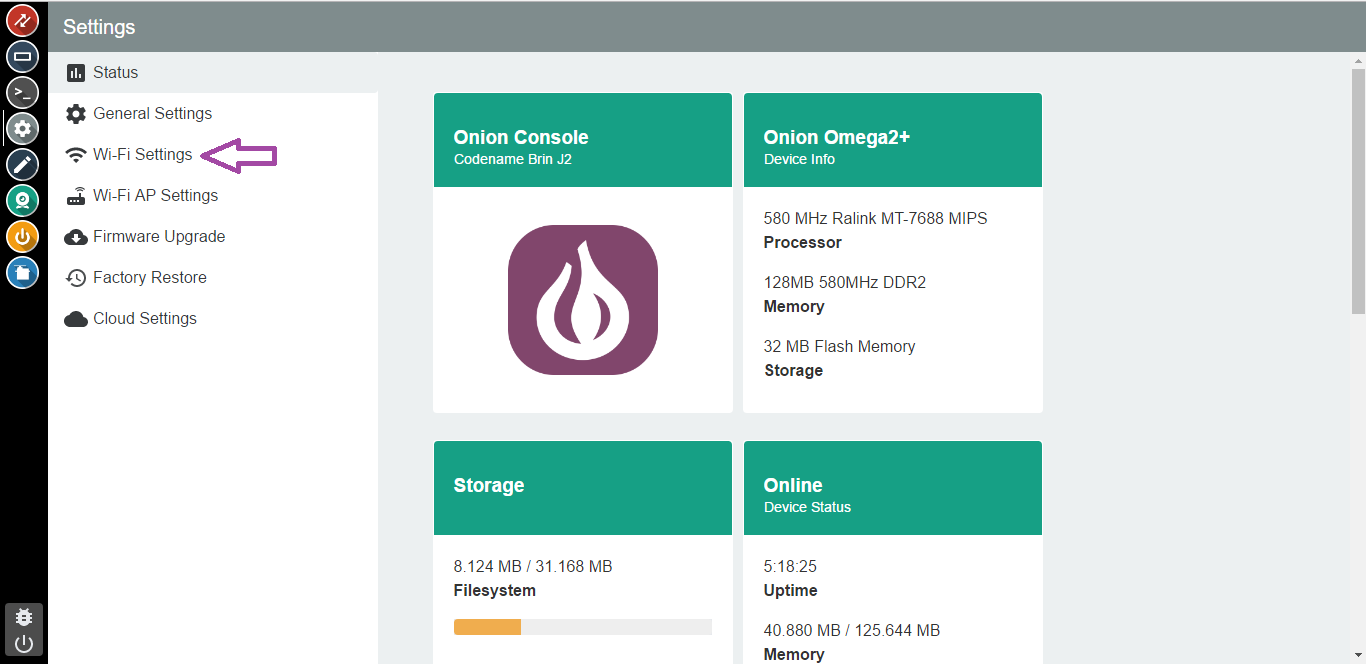 Settings
Status
General Settings
Wi-Fi Settings
Wi-Fi AP Settings
Firmware Upgrade
Factory Restore
Cloud Settings
Onion Console
Codename Brin J2
Onion Omega2+
Device Info
580 MHz Ralink MT-7688 MIPS
Processor
128MB 580MHz DDR2
Memory
32 MB Flash Memory
Storage
Storage
8.124 MB / 31.168 MB
Filesystem
Online
Device Status
5:18:25
Uptime
40.880 MB / 125.644 MB
Memory